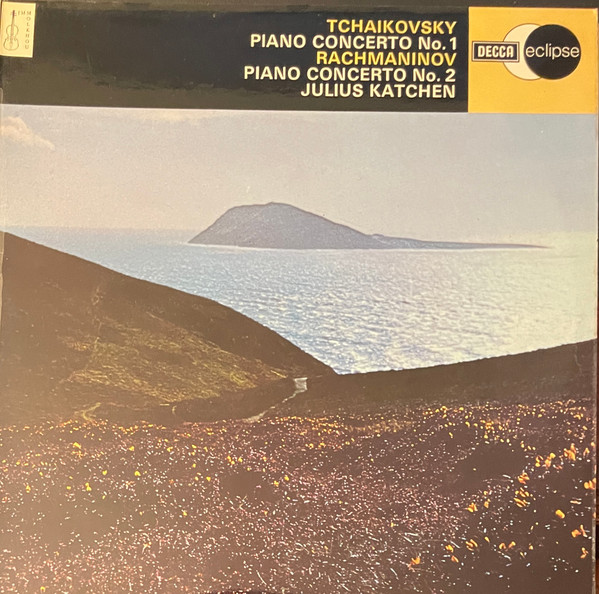 TCHAIKOVSKY
PIANO CONCERTO No.1
RACHMANINOV
PIANO CONCERTO No.2
JULIUS KATCHEN
DECCA eclipse